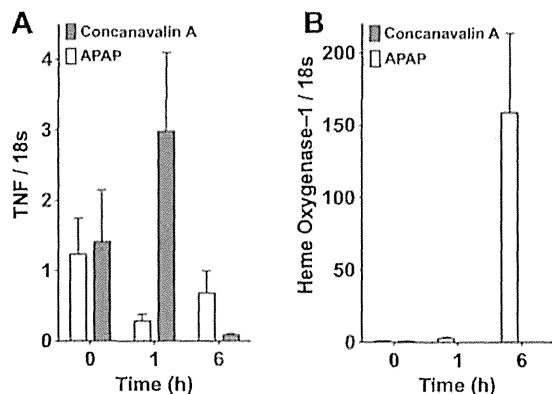 A
Concanavalin A
APAP
TNF / 18s
4
3
2
1
0
0 1 6
Time (h)
B
Concanavalin A
APAP
Heme Oxygenase–1 / 18s
200
150
100
50
0
0 1 6
Time (h)